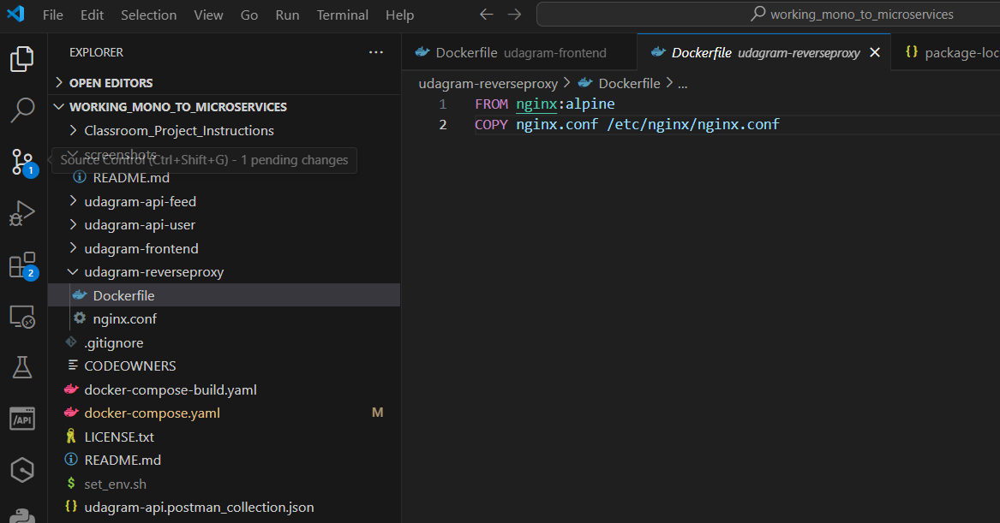 File Edit Selection View Go Run Terminal Help
working_mono_to_microservices
EXPLORER
OPEN EDITORS
WORKING_MONO_TO_MICROSERVICES
Classroom_Project_Instructions
screenshots
Source Control (Ctrl+Shift+G) - 1 pending changes
README.md
udagram-api-feed
udagram-api-user
udagram-frontend
udagram-reverseproxy
Dockerfile
nginx.conf
.gitignore
CODEOWNERS
docker-compose-build.yaml
docker-compose.yaml M
LICENSE.txt
README.md
$ set_env.sh
{} udagram-api.postman_collection.json
1
2
/API
Dockerfile udagram-frontend
Dockerfile udagram-reverseproxy
{} package-loc
udagram-reverseproxy > Dockerfile > ...
1 FROM nginx:alpine
2 COPY nginx.conf /etc/nginx/nginx.conf